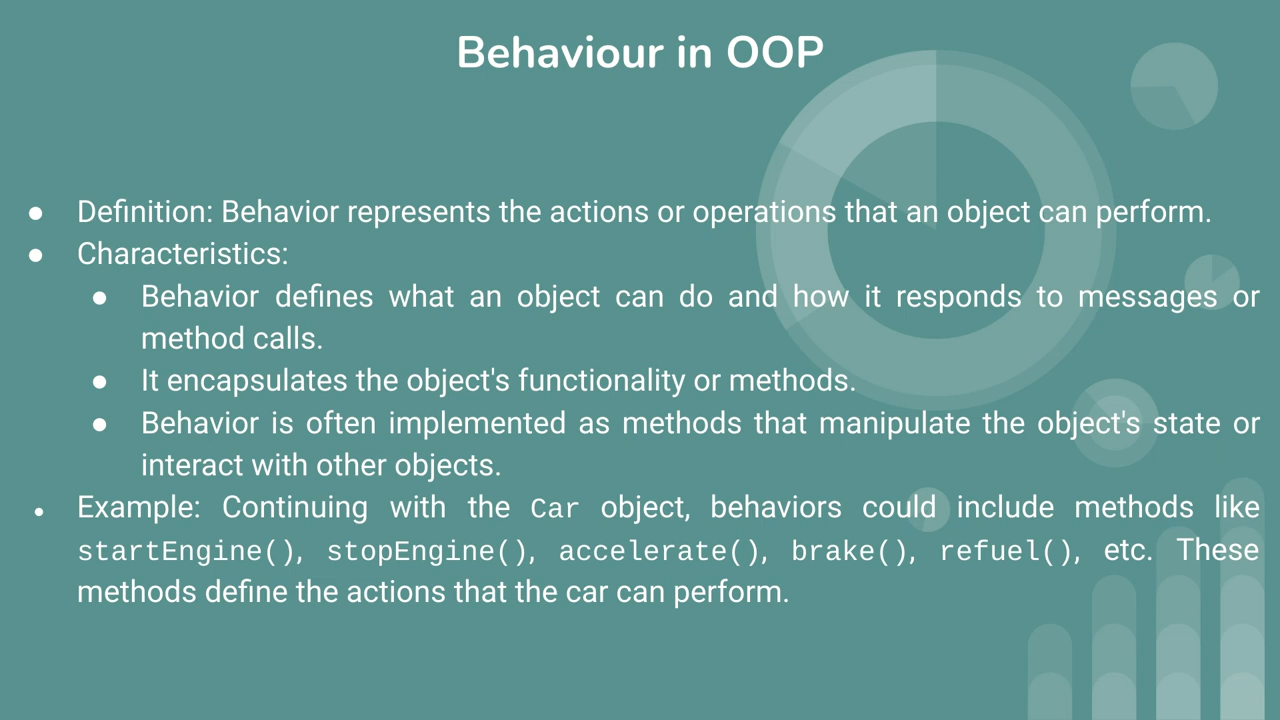 Behaviour in OOP
● Definition: Behavior represents the actions or operations that an object can perform.
● Characteristics:
● Behavior defines what an object can do and how it responds to messages or
method calls.
● It encapsulates the object's functionality or methods.
● Behavior is often implemented as methods that manipulate the object's state or
interact with other objects.
● Example: Continuing with the Car object, behaviors could include methods like
startEngine(), stopEngine(), accelerate(), brake(), refuel(), etc. These
methods define the actions that the car can perform.